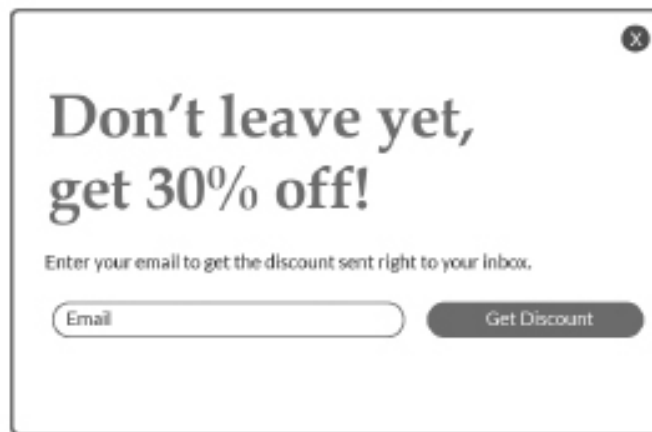 X
Don’t leave yet,
get 30% off!
Enter your email to get the discount sent right to your inbox.
Email
Get Discount